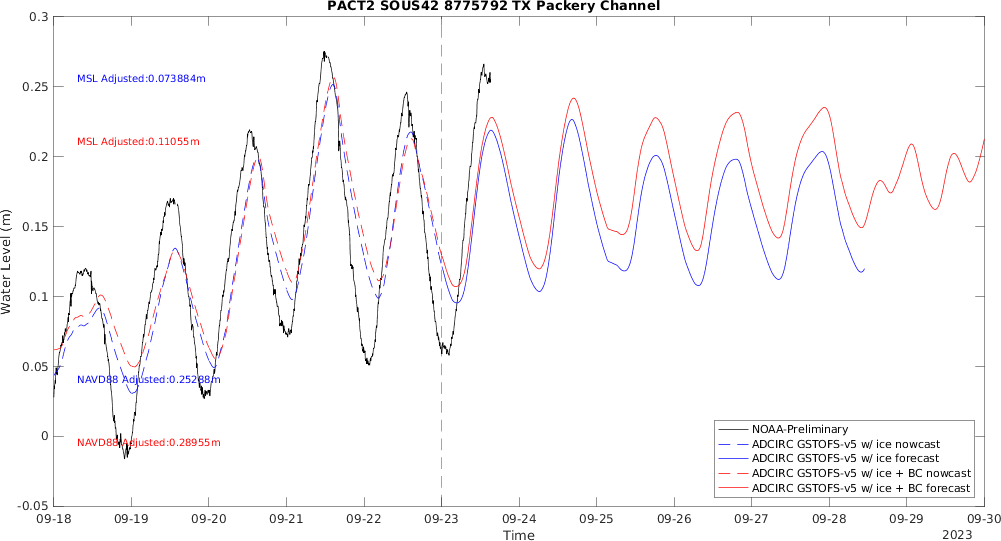 PACT2 SOUS42 8775792 TX Packery Channel
Water Level (m)
0.3
0.25
0.2
0.15
0.1
0.05
0
-0.05
MSL Adjusted:0.073884m
MSL Adjusted:0.11055m
NAVD88 Adjusted:0.25288m
NAVD88 Adjusted:0.28955m
NOAA-Preliminary
ADCIRC GSTOFS-v5 w/ ice nowcast
ADCIRC GSTOFS-v5 w/ ice forecast
ADCIRC GSTOFS-v5 w/ ice + BC nowcast
ADCIRC GSTOFS-v5 w/ ice + BC forecast
09-18 09-19 09-20 09-21 09-22 09-23 09-24 09-25 09-26 09-27 09-28 09-29 09-30
Time
2023